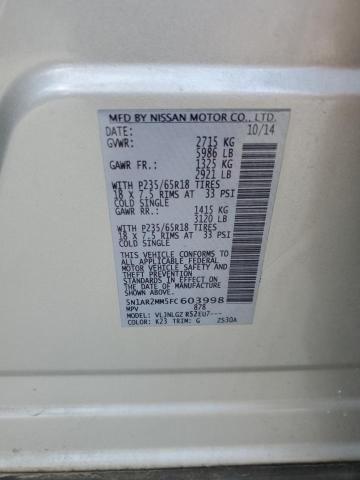 MFD BY NISSAN MOTOR CO., LTD.
DATE: 10/14
GVWR: 2715 KG
5986 LB
GAWR FR.: 1325 KG
2921 LB
WITH P235/65R18 TIRES
18 X 7.5 RIMS AT 33 PSI
COLD SINGLE
GAWR RR.: 1415 KG
3120 LB
WITH P235/65R18 TIRES
18 X 7.5 RIMS AT 33 PSI
COLD SINGLE
THIS VEHICLE CONFORMS TO
ALL APPLICABLE FEDERAL
MOTOR VEHICLE SAFETY
STANDARDS IN EFFECT ON
THE DATE OF MANUFACTURE
SHOWN ABOVE.
5N1AR2MM5FC603998
MPV 878
MODEL: VLJNLGZ R52EU7---
COLOR: K23 TRIM: G 2S30A